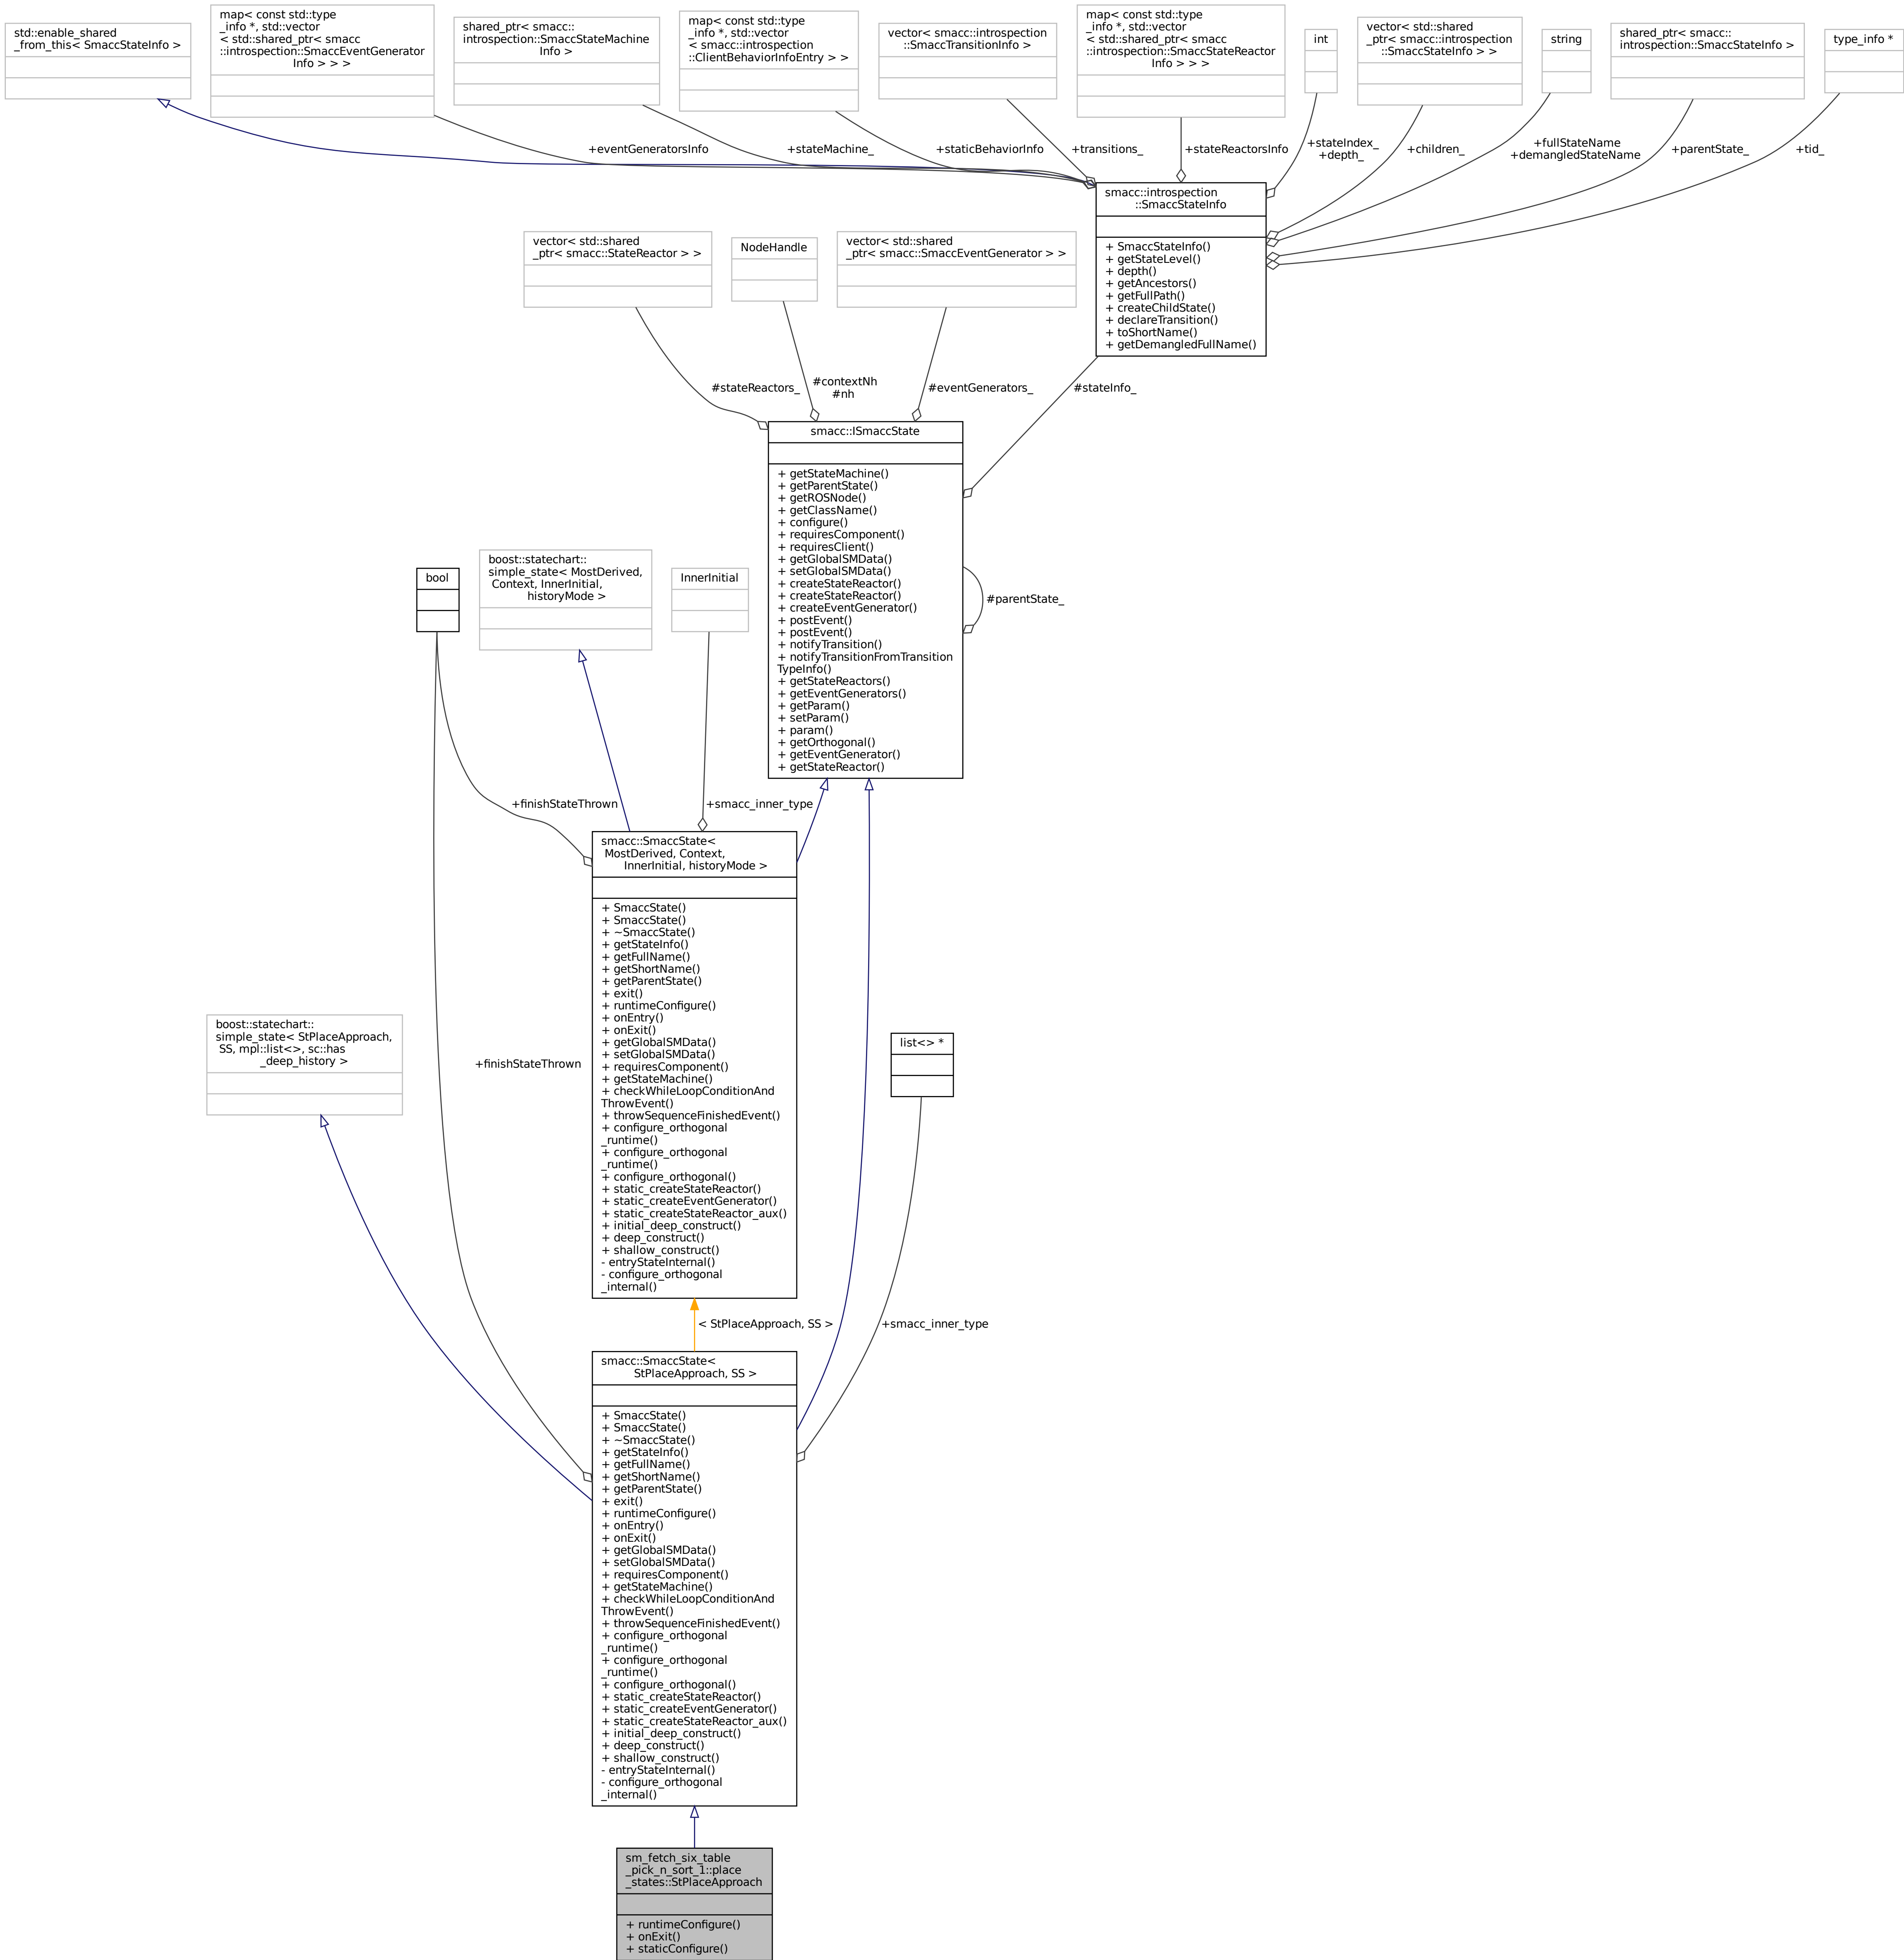 std::enable_shared
_from_this< SmaccStateInfo >
map< const std::type
_info *, std::vector
< std::shared_ptr< smacc
::introspection::SmaccEventGenerator
Info > > >
shared_ptr< smacc::
introspection::SmaccStateMachine
Info >
map< const std::type
_info *, std::vector
< smacc::introspection
::ClientBehaviorInfoEntry > >
vector< smacc::introspection
::SmaccTransitionInfo >
map< const std::type
_info *, std::vector
< std::shared_ptr< smacc
::introspection::SmaccStateReactor
Info > > >
int
vector< std::shared
_ptr< smacc::introspection
::SmaccStateInfo > >
string
shared_ptr< smacc::
introspection::SmaccStateInfo >
type_info *
+eventGeneratorsInfo
+stateMachine_
+staticBehaviorInfo
+transitions_
+stateReactorsInfo
+stateIndex_
+depth_
+children_
+fullStateName
+demangledStateName
+parentState_
+tid_
smacc::introspection
::SmaccStateInfo
+ SmaccStateInfo()
+ getStateLevel()
+ depth()
+ getAncestors()
+ getFullPath()
+ createChildState()
+ declareTransition()
+ toShortName()
+ getDemangledFullName()
vector< std::shared
_ptr< smacc::StateReactor > >
NodeHandle
vector< std::shared
_ptr< smacc::SmaccEventGenerator > >
#stateReactors_
#contextNh
#nh
#eventGenerators_
#stateInfo_
smacc::ISmaccState
+ getStateMachine()
+ getParentState()
+ getROSNode()
+ getClassName()
+ configure()
+ requiresComponent()
+ requiresClient()
+ getGlobalSMData()
+ setGlobalSMData()
+ createStateReactor()
+ createStateReactor()
+ createEventGenerator()
+ postEvent()
+ postEvent()
+ notifyTransition()
+ notifyTransitionFromTransition
TypeInfo()
+ getStateReactors()
+ getEventGenerators()
+ getParam()
+ setParam()
+ param()
+ getOrthogonal()
+ getEventGenerator()
+ getStateReactor()
#parentState_
bool
boost::statechart::
simple_state< MostDerived,
Context, InnerInitial,
historyMode >
InnerInitial
+finishStateThrown
+smacc_inner_type
smacc::SmaccState<
MostDerived, Context,
InnerInitial, historyMode >
+ SmaccState()
+ SmaccState()
+ ~SmaccState()
+ getStateInfo()
+ getFullName()
+ getShortName()
+ getParentState()
+ exit()
+ runtimeConfigure()
+ onEntry()
+ onExit()
+ getGlobalSMData()
+ setGlobalSMData()
+ requiresComponent()
+ getStateMachine()
+ checkWhileLoopConditionAnd
ThrowEvent()
+ throwSequenceFinishedEvent()
+ configure_orthogonal
_runtime()
+ configure_orthogonal
_runtime()
+ configure_orthogonal()
+ static_createStateReactor()
+ static_createEventGenerator()
+ static_createStateReactor_aux()
+ initial_deep_construct()
+ deep_construct()
+ shallow_construct()
- entryStateInternal()
- configure_orthogonal
_internal()
boost::statechart::
simple_state< StPlaceApproach,
SS, mpl::list<>, sc::has
_deep_history >
+finishStateThrown
list<> *
< StPlaceApproach, SS >
+smacc_inner_type
smacc::SmaccState<
StPlaceApproach, SS >
+ SmaccState()
+ SmaccState()
+ ~SmaccState()
+ getStateInfo()
+ getFullName()
+ getShortName()
+ getParentState()
+ exit()
+ runtimeConfigure()
+ onEntry()
+ onExit()
+ getGlobalSMData()
+ setGlobalSMData()
+ requiresComponent()
+ getStateMachine()
+ checkWhileLoopConditionAnd
ThrowEvent()
+ throwSequenceFinishedEvent()
+ configure_orthogonal
_runtime()
+ configure_orthogonal
_runtime()
+ configure_orthogonal()
+ static_createStateReactor()
+ static_createEventGenerator()
+ static_createStateReactor_aux()
+ initial_deep_construct()
+ deep_construct()
+ shallow_construct()
- entryStateInternal()
- configure_orthogonal
_internal()
sm_fetch_six_table
_pick_n_sort_1::place
_states::StPlaceApproach
+ runtimeConfigure()
+ onExit()
+ staticConfigure()